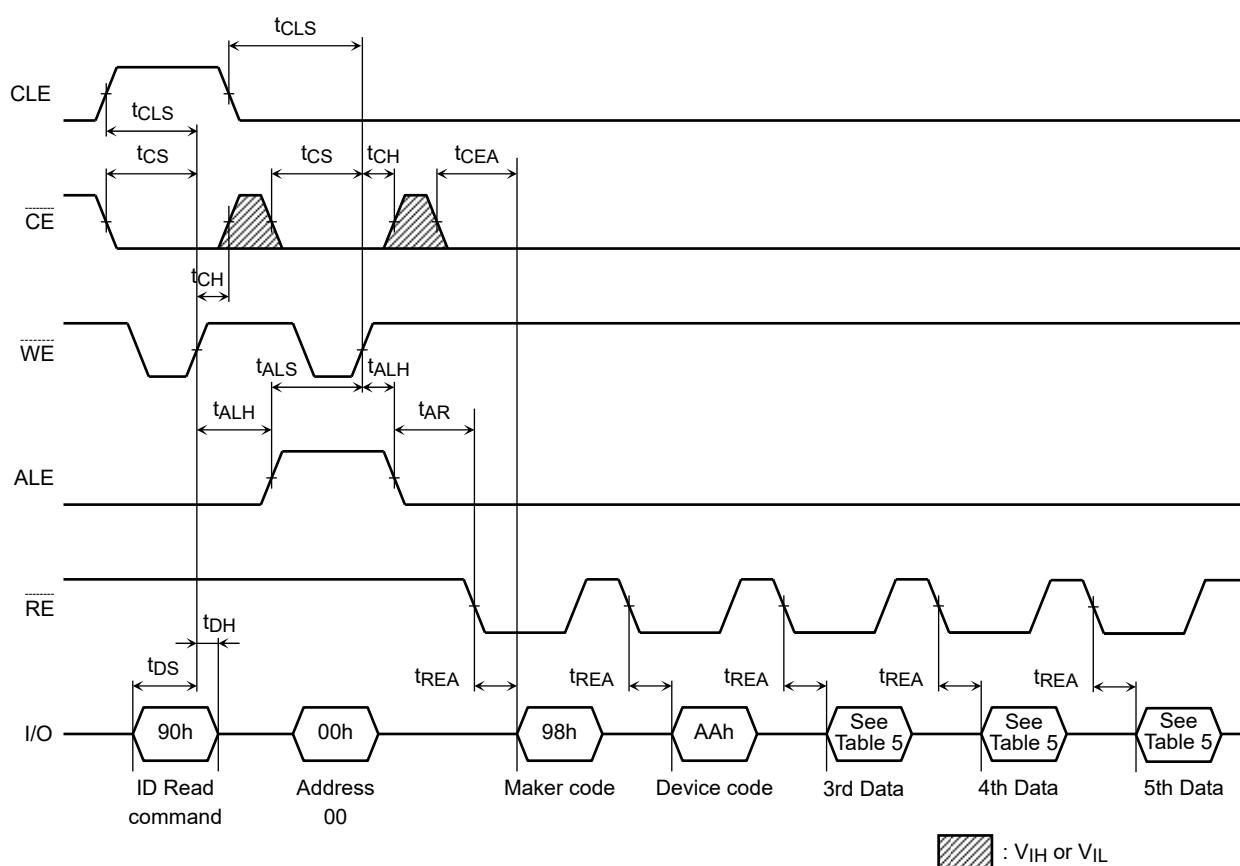 tCLS
CLE
tCLS
tCS
tCS
tCH
tCEA
CE
tCH
WE
tALS
tALH
tALH
tAR
ALE
RE
tDH
tDS
tREA
tREA
tREA
tREA
tREA
I/O
90h
00h
98h
AAh
See
Table 5
See
Table 5
See
Table 5
ID Read
command
Address
00
Maker code
Device code
3rd Data
4th Data
5th Data
: VIH or VIL